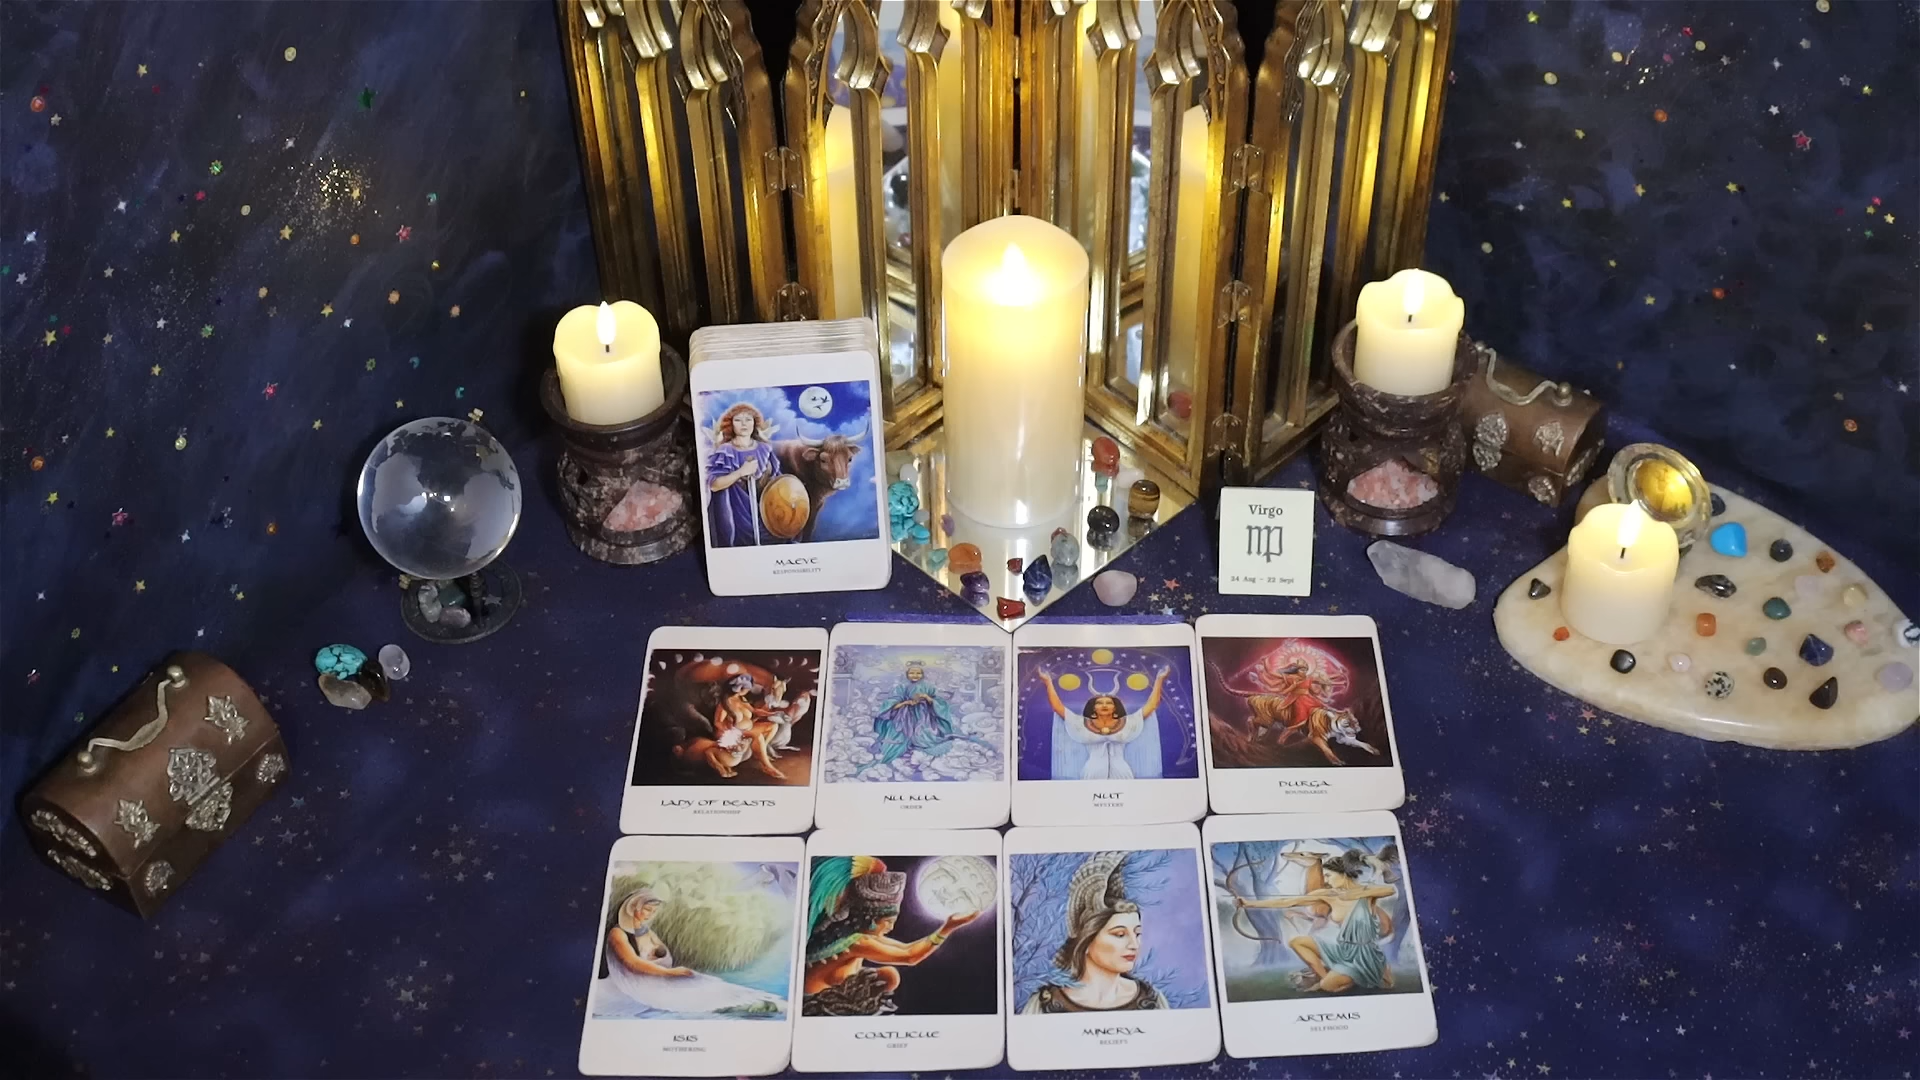 MAEVE
RESPONSIBILITY
Virgo
24 Aug - 22 Sept
LADY OF BEASTS
RELATIONSHIP
NU KUA
ORDER
NUT
MYSTERY
DURGA
BOUNDARIES
ISIS
MOTHERING
COATLICUE
GRIEF
MINERVA
BELIEFS
ARTEMIS
SELFHOOD